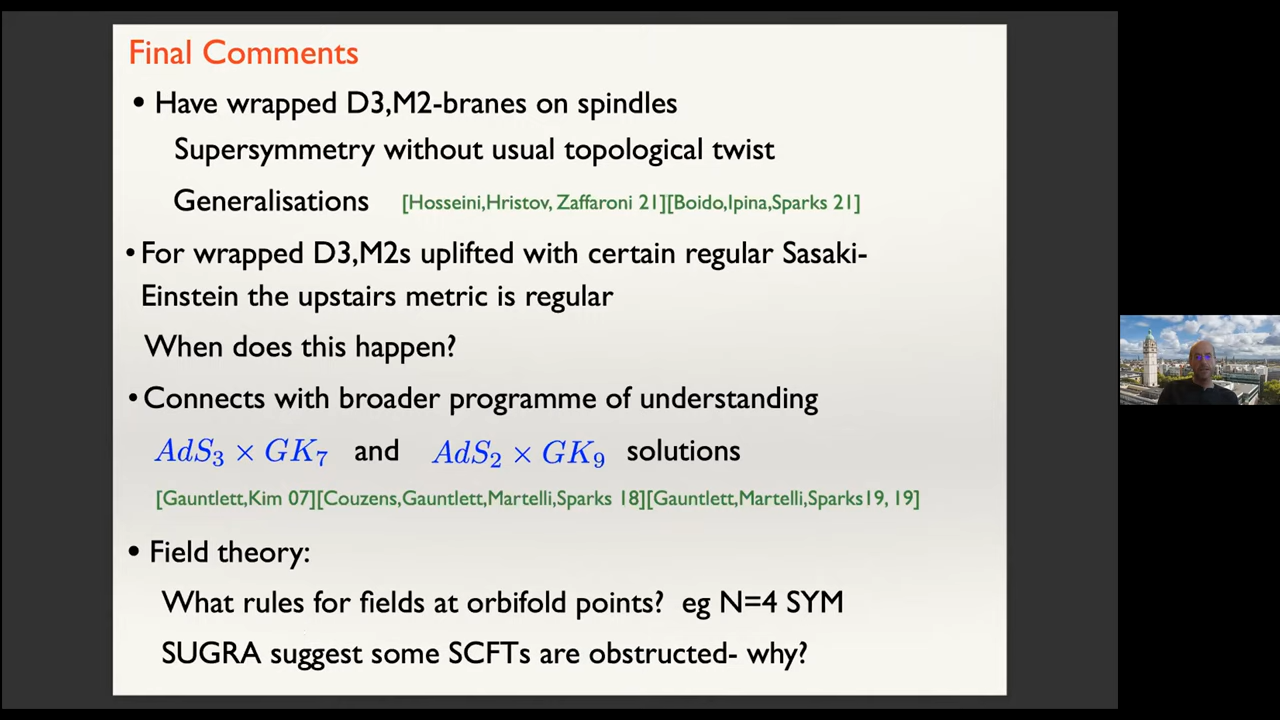 Final Comments
• Have wrapped D3,M2-branes on spindles
Supersymmetry without usual topological twist
Generalisations [Hosseini,Hristov, Zaffaroni 21][Boido,Ipina,Sparks 21]
• For wrapped D3,M2s uplifted with certain regular Sasaki-
Einstein the upstairs metric is regular
When does this happen?
• Connects with broader programme of understanding
AdS₃ × GK₇ and AdS₂ × GK₉ solutions
[Gauntlett,Kim 07][Couzens,Gauntlett,Martelli,Sparks 18][Gauntlett,Martelli,Sparks19, 19]
• Field theory:
What rules for fields at orbifold points? eg N=4 SYM
SUGRA suggest some SCFTs are obstructed- why?